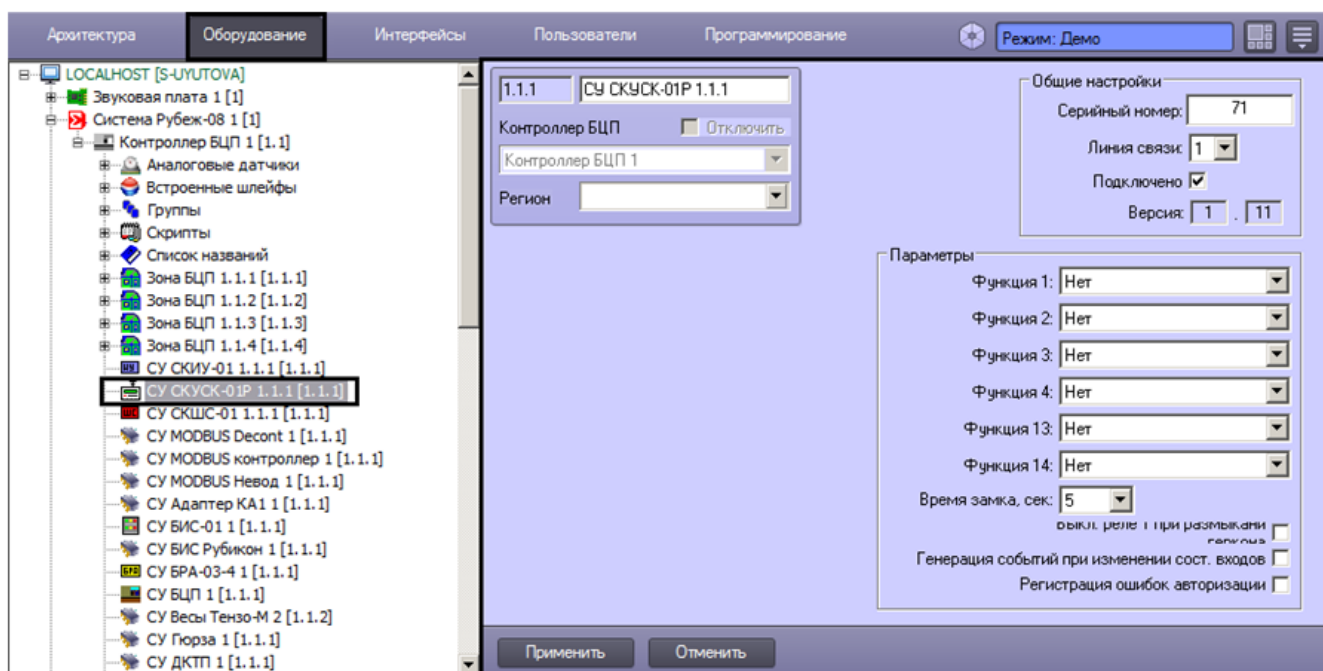 Архитектура Оборудование Интерфейсы Пользователи Программирование Режим: Демо
LOCALHOST [S-UYUTOVA]
Звуковая плата 1 [1]
Система Рубеж-08 1 [1]
Контроллер БЦП 1 [1.1]
Аналоговые датчики
Встроенные шлейфы
Группы
Скрипты
Список названий
Зона БЦП 1.1.1 [1.1.1]
Зона БЦП 1.1.2 [1.1.2]
Зона БЦП 1.1.3 [1.1.3]
Зона БЦП 1.1.4 [1.1.4]
СУ СКИУ-01 1.1.1 [1.1.1]
СУ СКУСК-01Р 1.1.1 [1.1.1]
СУ СКШС-01 1.1.1 [1.1.1]
СУ MODBUS Decont 1 [1.1.1]
СУ MODBUS контроллер 1 [1.1.1]
СУ MODBUS Невод 1 [1.1.1]
СУ Адаптер КА1 1 [1.1.1]
СУ БИС-01 1 [1.1.1]
СУ БИС Рубикон 1 [1.1.1]
СУ БРА-03-4 1 [1.1.1]
СУ БЦП 1 [1.1.1]
СУ Весы Тензо-М 2 [1.1.2]
СУ Гюрза 1 [1.1.1]
СУ ДКТП 1 [1.1.1]
1.1.1 СУ СКУСК-01Р 1.1.1
Контроллер БЦП Отключить
Контроллер БЦП 1
Регион
Общие настройки
Серийный номер: 71
Линия связи: 1
Подключено
Версия: 1 . 11
Параметры
Функция 1: Нет
Функция 2: Нет
Функция 3: Нет
Функция 4: Нет
Функция 13: Нет
Функция 14: Нет
Время замка, сек: 5
Выкл. реле 1 при размыкани
геркона
Генерация событий при изменении сост. входов
Регистрация ошибок авторизации
Применить Отменить